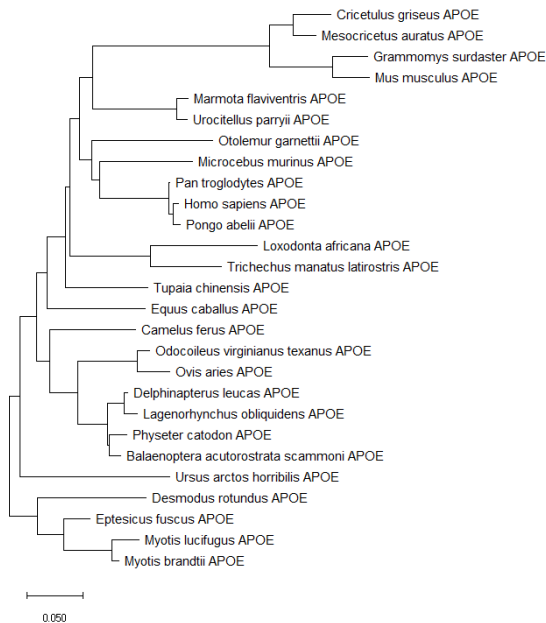 Cricetulus griseus APOE
Mesocricetus auratus APOE
Grammomys surdaster APOE
Mus musculus APOE
Marmota flaviventris APOE
Urocitellus parryii APOE
Otolemur garnettii APOE
Microcebus murinus APOE
Pan troglodytes APOE
Homo sapiens APOE
Pongo abelii APOE
Loxodonta africana APOE
Trichechus manatus latirostris APOE
Tupaia chinensis APOE
Equus caballus APOE
Camelus ferus APOE
Odocoileus virginianus texanus APOE
Ovis aries APOE
Delphinapterus leucas APOE
Lagenorhynchus obliquidens APOE
Physeter catodon APOE
Balaenoptera acutorostrata scammoni APOE
Ursus arctos horribilis APOE
Desmodus rotundus APOE
Eptesicus fuscus APOE
Myotis lucifugus APOE
Myotis brandtii APOE
0.050